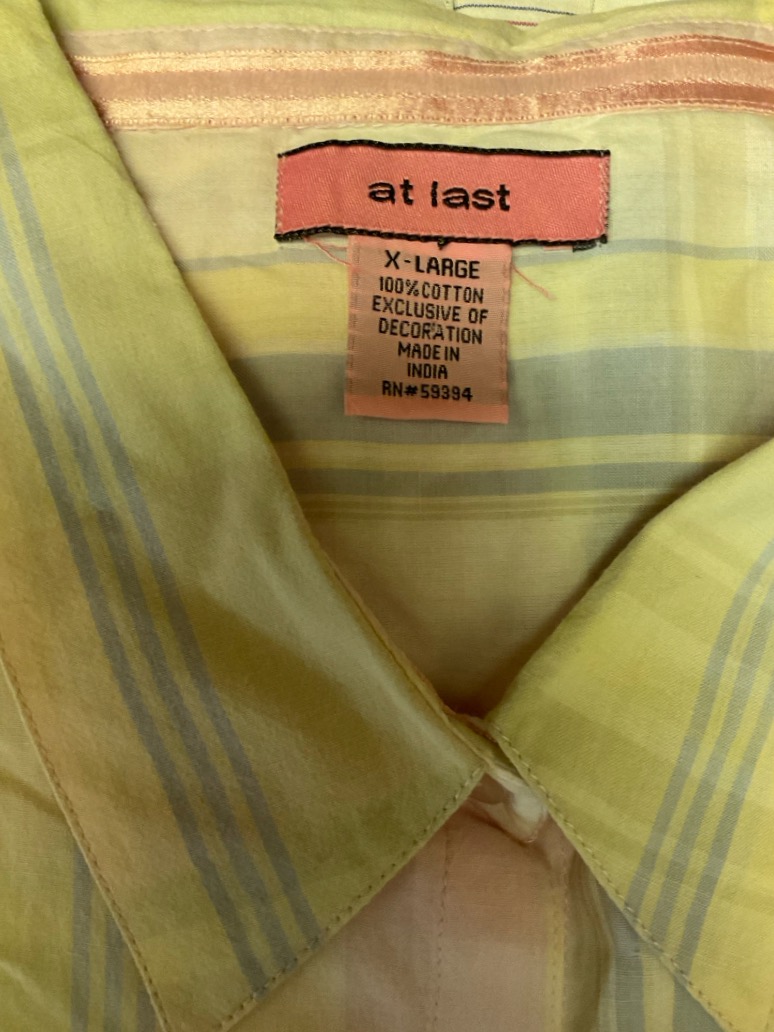 at last
X-LARGE
100% COTTON
EXCLUSIVE OF
DECORATION
MADE IN
INDIA
RN# 59394